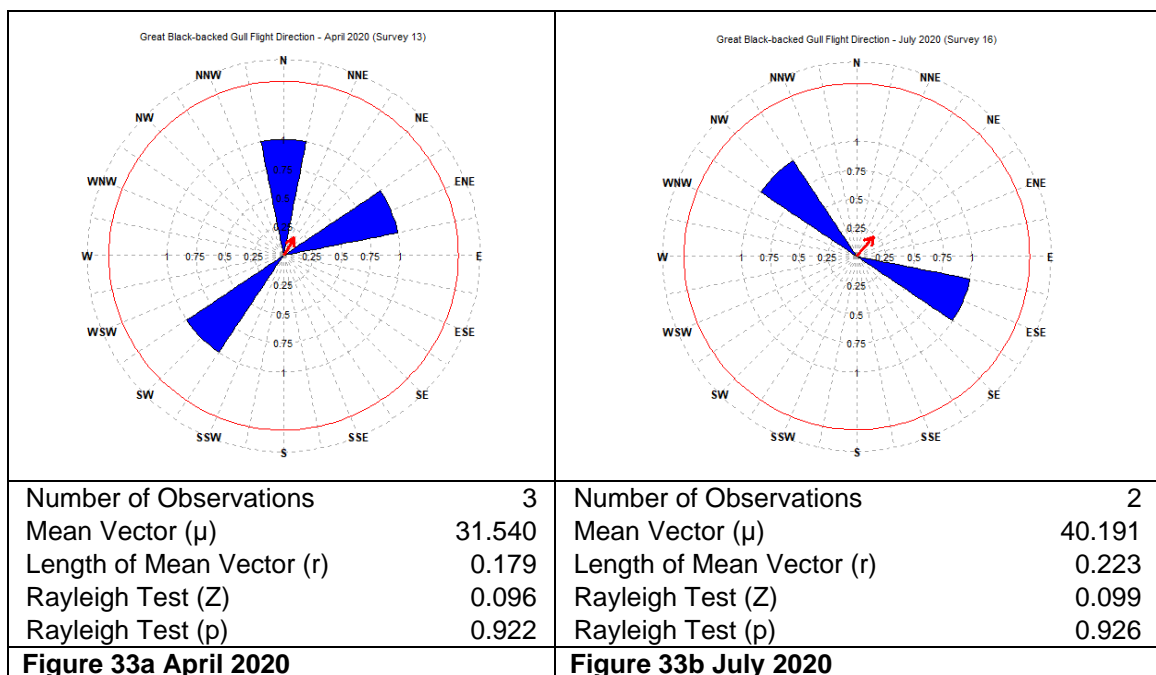 Great Black-backed Gull Flight Direction - April 2020 (Survey 13)
N
NNW
NNE
NW
NE
WNW
ENE
1
0.75
0.5
0.25
W
1
0.75
0.5
0.25
0.25
0.5
0.75
1
E
0.25
0.5
0.75
1
WSW
ESE
SW
SE
SSW
SSE
S
Great Black-backed Gull Flight Direction - July 2020 (Survey 16)
N
NNW
NNE
NW
NE
WNW
ENE
1
0.75
0.5
0.25
W
1
0.75
0.5
0.25
0.25
0.5
0.75
1
E
0.25
0.5
0.75
1
WSW
ESE
SW
SE
SSW
SSE
S
Number of Observations 3
Mean Vector (µ) 31.540
Length of Mean Vector (r) 0.179
Rayleigh Test (Z) 0.096
Rayleigh Test (p) 0.922
Figure 33a April 2020
Number of Observations 2
Mean Vector (µ) 40.191
Length of Mean Vector (r) 0.223
Rayleigh Test (Z) 0.099
Rayleigh Test (p) 0.926
Figure 33b July 2020